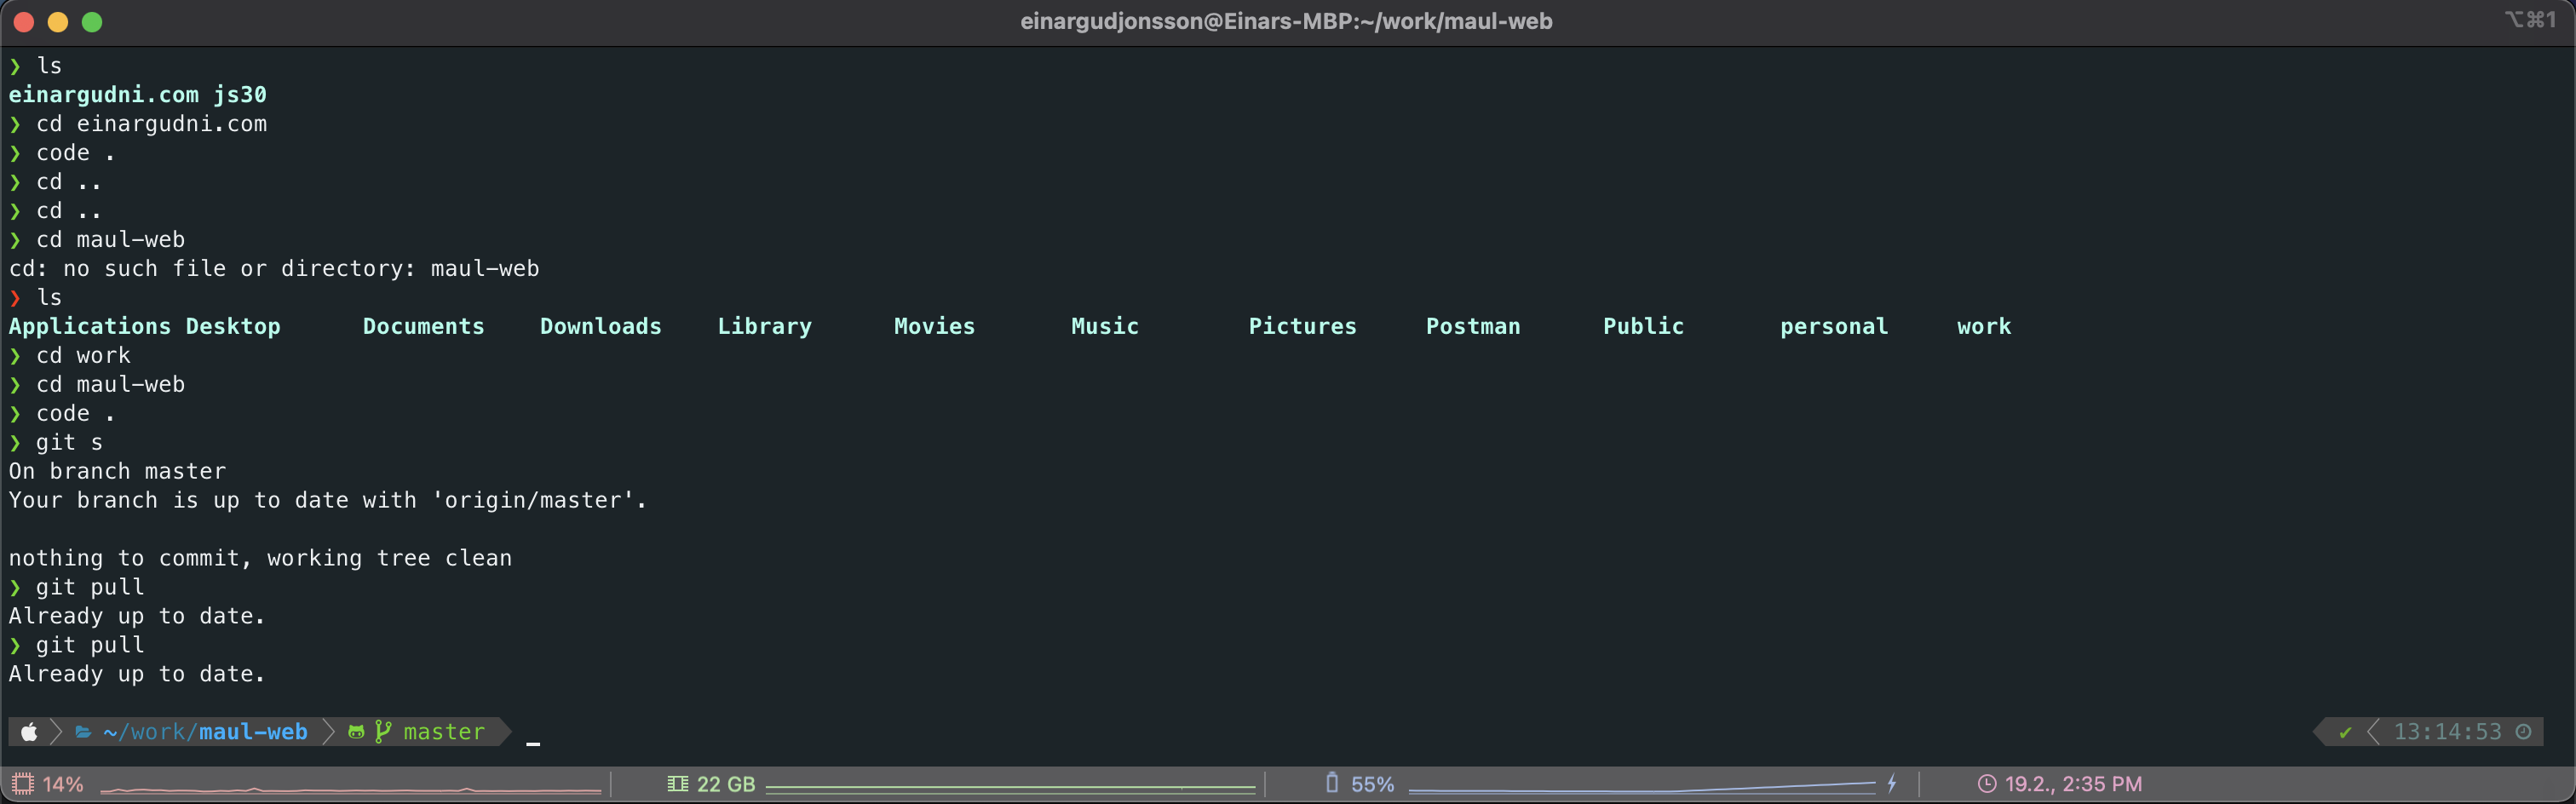 einargudjonsson@Einars-MBP:~/work/maul-web
⌥⌘1
❯ ls
einargudni.com js30
❯ cd einargudni.com
❯ code .
❯ cd ..
❯ cd ..
❯ cd maul-web
cd: no such file or directory: maul-web
❯ ls
Applications Desktop Documents Downloads Library Movies Music Pictures Postman Public personal work
❯ cd work
❯ cd maul-web
❯ code .
❯ git s
On branch master
Your branch is up to date with 'origin/master'.
nothing to commit, working tree clean
❯ git pull
Already up to date.
❯ git pull
Already up to date.
~/work/maul-web master ✔ 13:14:53
14% 22 GB 55% 19.2., 2:35 PM